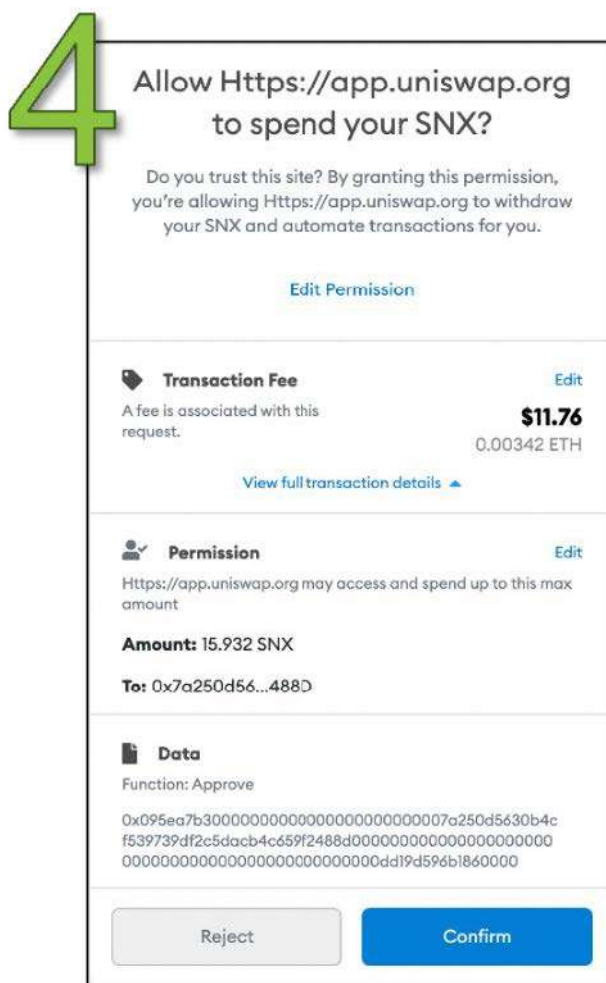 4
Allow Https://app.uniswap.org
to spend your SNX?
Do you trust this site? By granting this permission,
you're allowing Https://app.uniswap.org to withdraw
your SNX and automate transactions for you.
Edit Permission
Transaction Fee Edit
A fee is associated with this
request.
$11.76
0.00342 ETH
View full transaction details
Permission Edit
Https://app.uniswap.org may access and spend up to this max
amount
Amount: 15.932 SNX
To: 0x7a250d56...488D
Data
Function: Approve
0x095ea7b30000000000000000000000007a250d5630b4c
f539739df2c5dacb4c659f2488d00000000000000000000
0000000000000000000000000000dd19d596b1860000
Reject Confirm